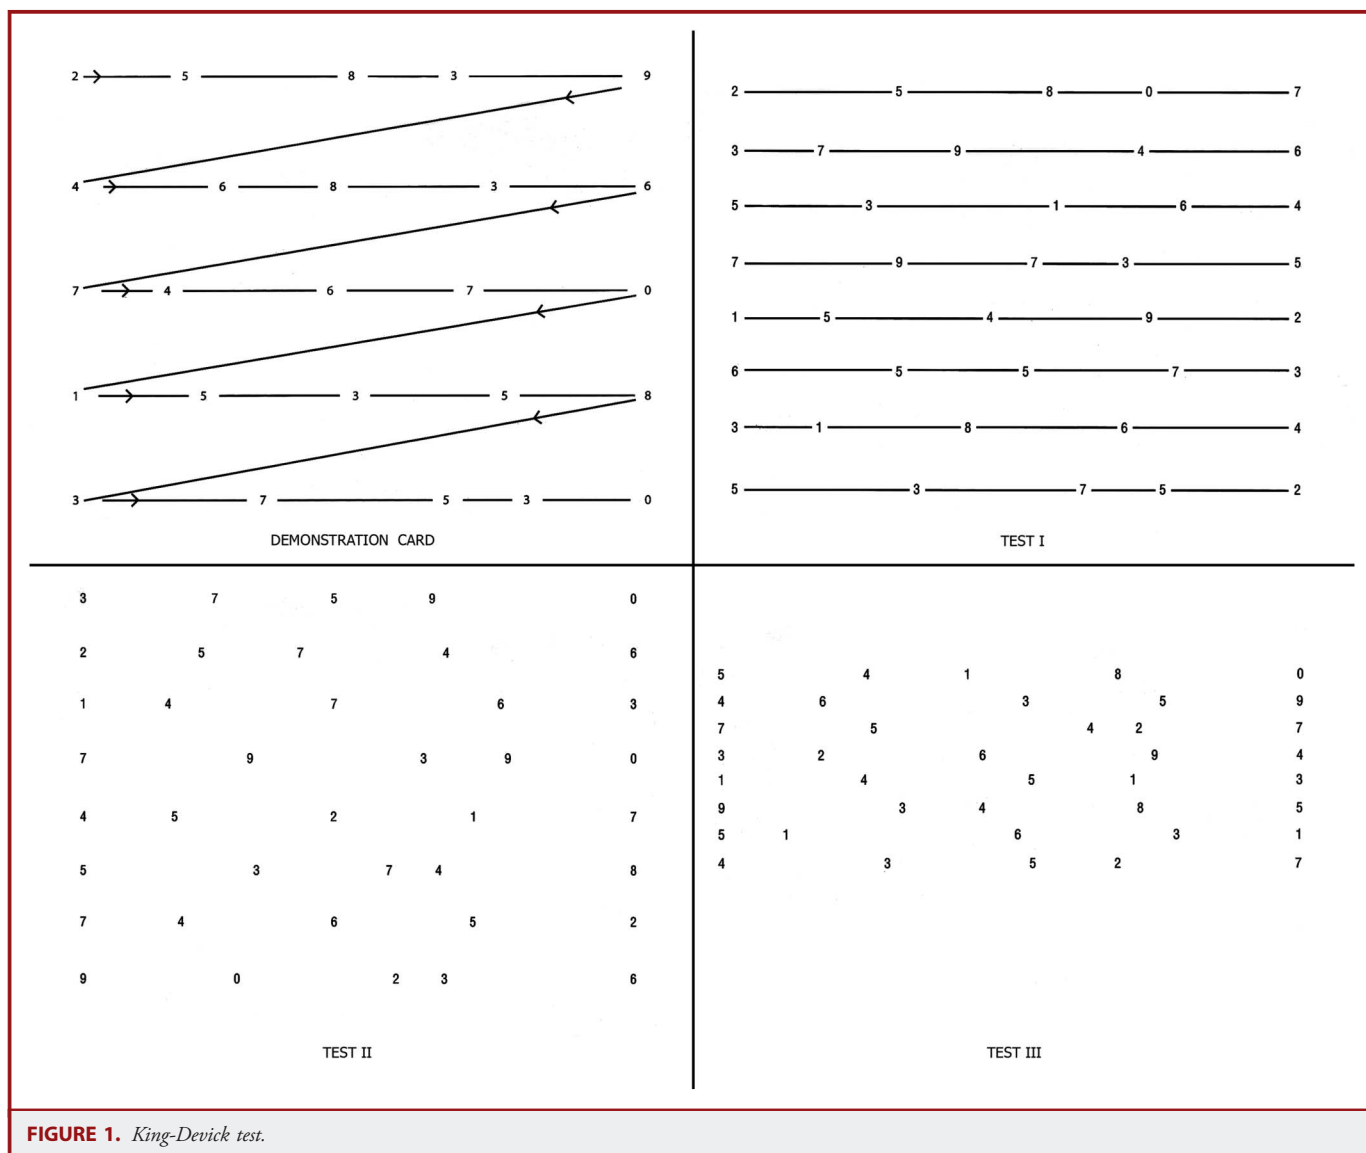 2 5 8 3 9
4 6 8 3 6
7 4 6 7 0
1 5 3 5 8
3 7 5 3 0
DEMONSTRATION CARD
2 5 8 0 7
3 7 9 4 6
5 3 1 6 4
7 9 7 3 5
1 5 4 9 2
6 5 5 7 3
3 1 8 6 4
5 3 7 5 2
TEST I
3 7 5 9 0
2 5 7 4 6
1 4 7 6 3
7 9 3 9 0
4 5 2 1 7
5 3 7 4 8
7 4 6 5 2
9 0 2 3 6
TEST II
5 4 1 8 0
4 6 3 5 9
7 5 4 2 7
3 2 6 9 4
1 4 5 1 3
9 3 4 8 5
5 1 6 3 1
4 3 5 2 7
TEST III
FIGURE 1. King-Devick test.